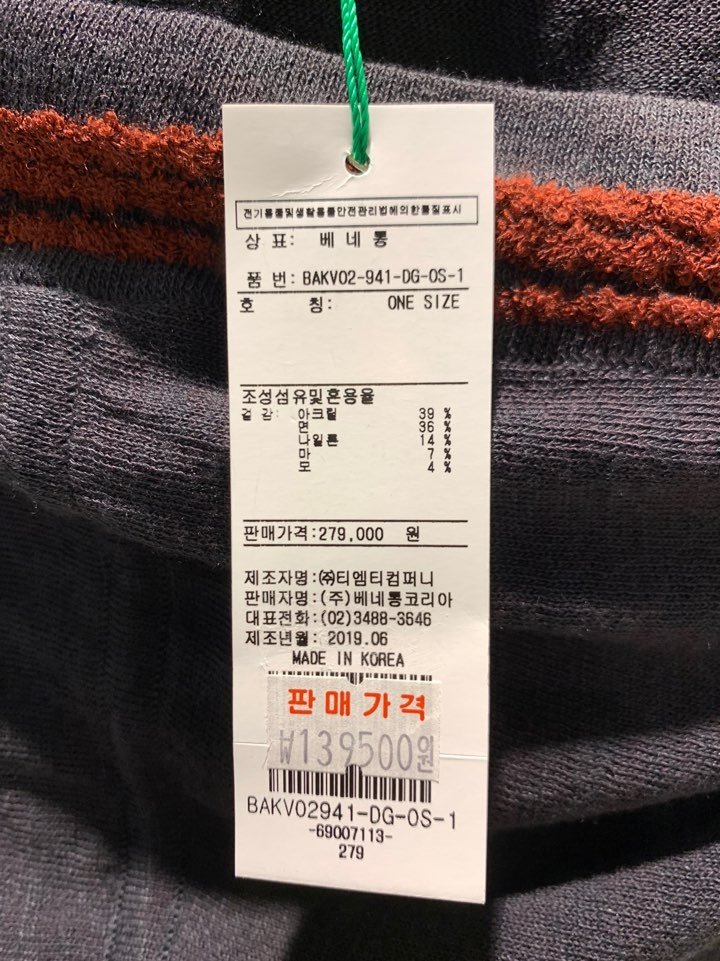 전기용품및생활용품안전관리법에의한품질표시
상 표: 베네통
품 번: BAKV02-941-DG-OS-1
호 칭: ONE SIZE
조성섬유및혼용율
겉 감: 아크릴 39 %
면 36 %
나일론 14 %
마 7 %
모 4 %
판매가격:279,000 원
제조자명:㈜티엠티컴퍼니
판매자명:(주)베네통코리아
대표전화:(02)3488-3646
제조년월: 2019.06
MADE IN KOREA
판매가격
₩139500원
BAKV02941-DG-OS-1
-69007113-
279